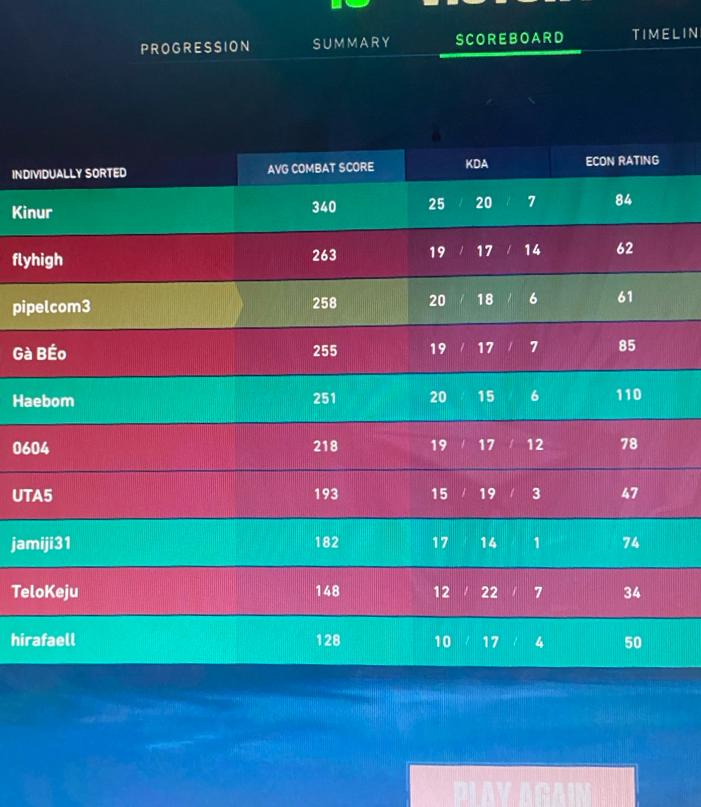 PROGRESSION SUMMARY SCOREBOARD TIMELIN
INDIVIDUALLY SORTED AVG COMBAT SCORE KDA ECON RATING
Kinur 340 25 / 20 / 7 84
flyhigh 263 19 / 17 / 14 62
pipelcom3 258 20 / 18 / 6 61
Gà BÉo 255 19 / 17 / 7 85
Haebom 251 20 / 15 / 6 110
0604 218 19 / 17 / 12 78
UTA5 193 15 / 19 / 3 47
jamiji31 182 17 / 14 / 1 74
TeloKeju 148 12 / 22 / 7 34
hirafaell 128 10 / 17 / 4 50
PLAY AGAIN